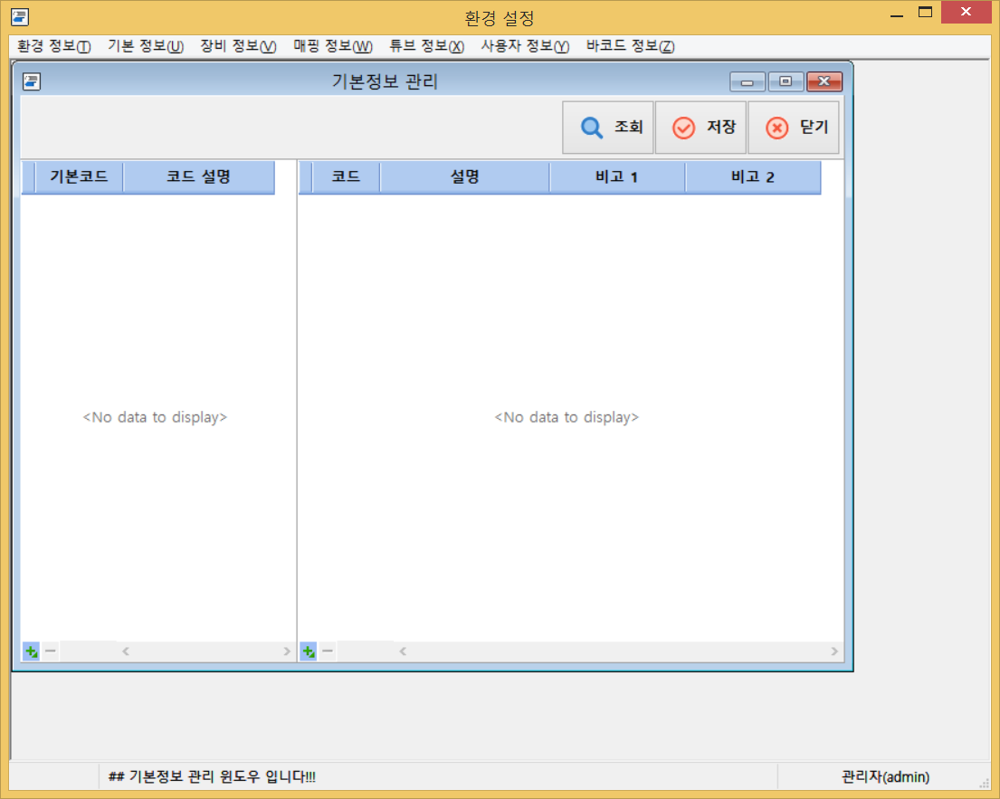 환경 설정
환경 정보(T) 기본 정보(U) 장비 정보(V) 매핑 정보(W) 튜브 정보(X) 사용자 정보(Y) 바코드 정보(Z)
기본정보 관리
조회 저장 닫기
기본코드 코드 설명 코드 설명 비고 1 비고 2
<No data to display> <No data to display>
## 기본정보 관리 윈도우 입니다!!! 관리자(admin)